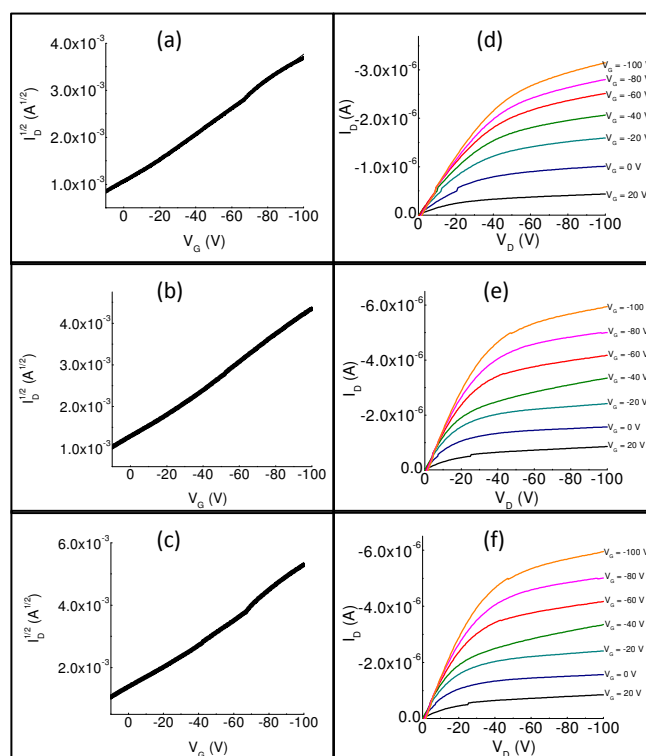 (a)
4.0x10⁻³
3.0x10⁻³
2.0x10⁻³
1.0x10⁻³
I_D^1/2 (A^1/2)
0 -20 -40 -60 -80 -100
V_G (V)
(d)
-3.0x10⁻⁶
-2.0x10⁻⁶
-1.0x10⁻⁶
0.0
I_D (A)
0 -20 -40 -60 -80 -100
V_D (V)
V_G = -100 V
V_G = -80 V
V_G = -60 V
V_G = -40 V
V_G = -20 V
V_G = 0 V
V_G = 20 V
(b)
4.0x10⁻³
3.0x10⁻³
2.0x10⁻³
1.0x10⁻³
I_D^1/2 (A^1/2)
0 -20 -40 -60 -80 -100
V_G (V)
(e)
-6.0x10⁻⁶
-4.0x10⁻⁶
-2.0x10⁻⁶
0.0
I_D (A)
0 -20 -40 -60 -80 -100
V_D (V)
V_G = -100
V_G = -80 V
V_G = -60 V
V_G = -40 V
V_G = -20 V
V_G = 0 V
V_G = 20 V
(c)
6.0x10⁻³
4.0x10⁻³
2.0x10⁻³
I_D^1/2 (A^1/2)
0 -20 -40 -60 -80 -100
V_G (V)
(f)
-6.0x10⁻⁶
-4.0x10⁻⁶
-2.0x10⁻⁶
0.0
I_D (A)
0 -20 -40 -60 -80 -100
V_D (V)
V_G = -100 V
V_G = -80 V
V_G = -60 V
V_G = -40 V
V_G = -20 V
V_G = 0 V
V_G = 20 V